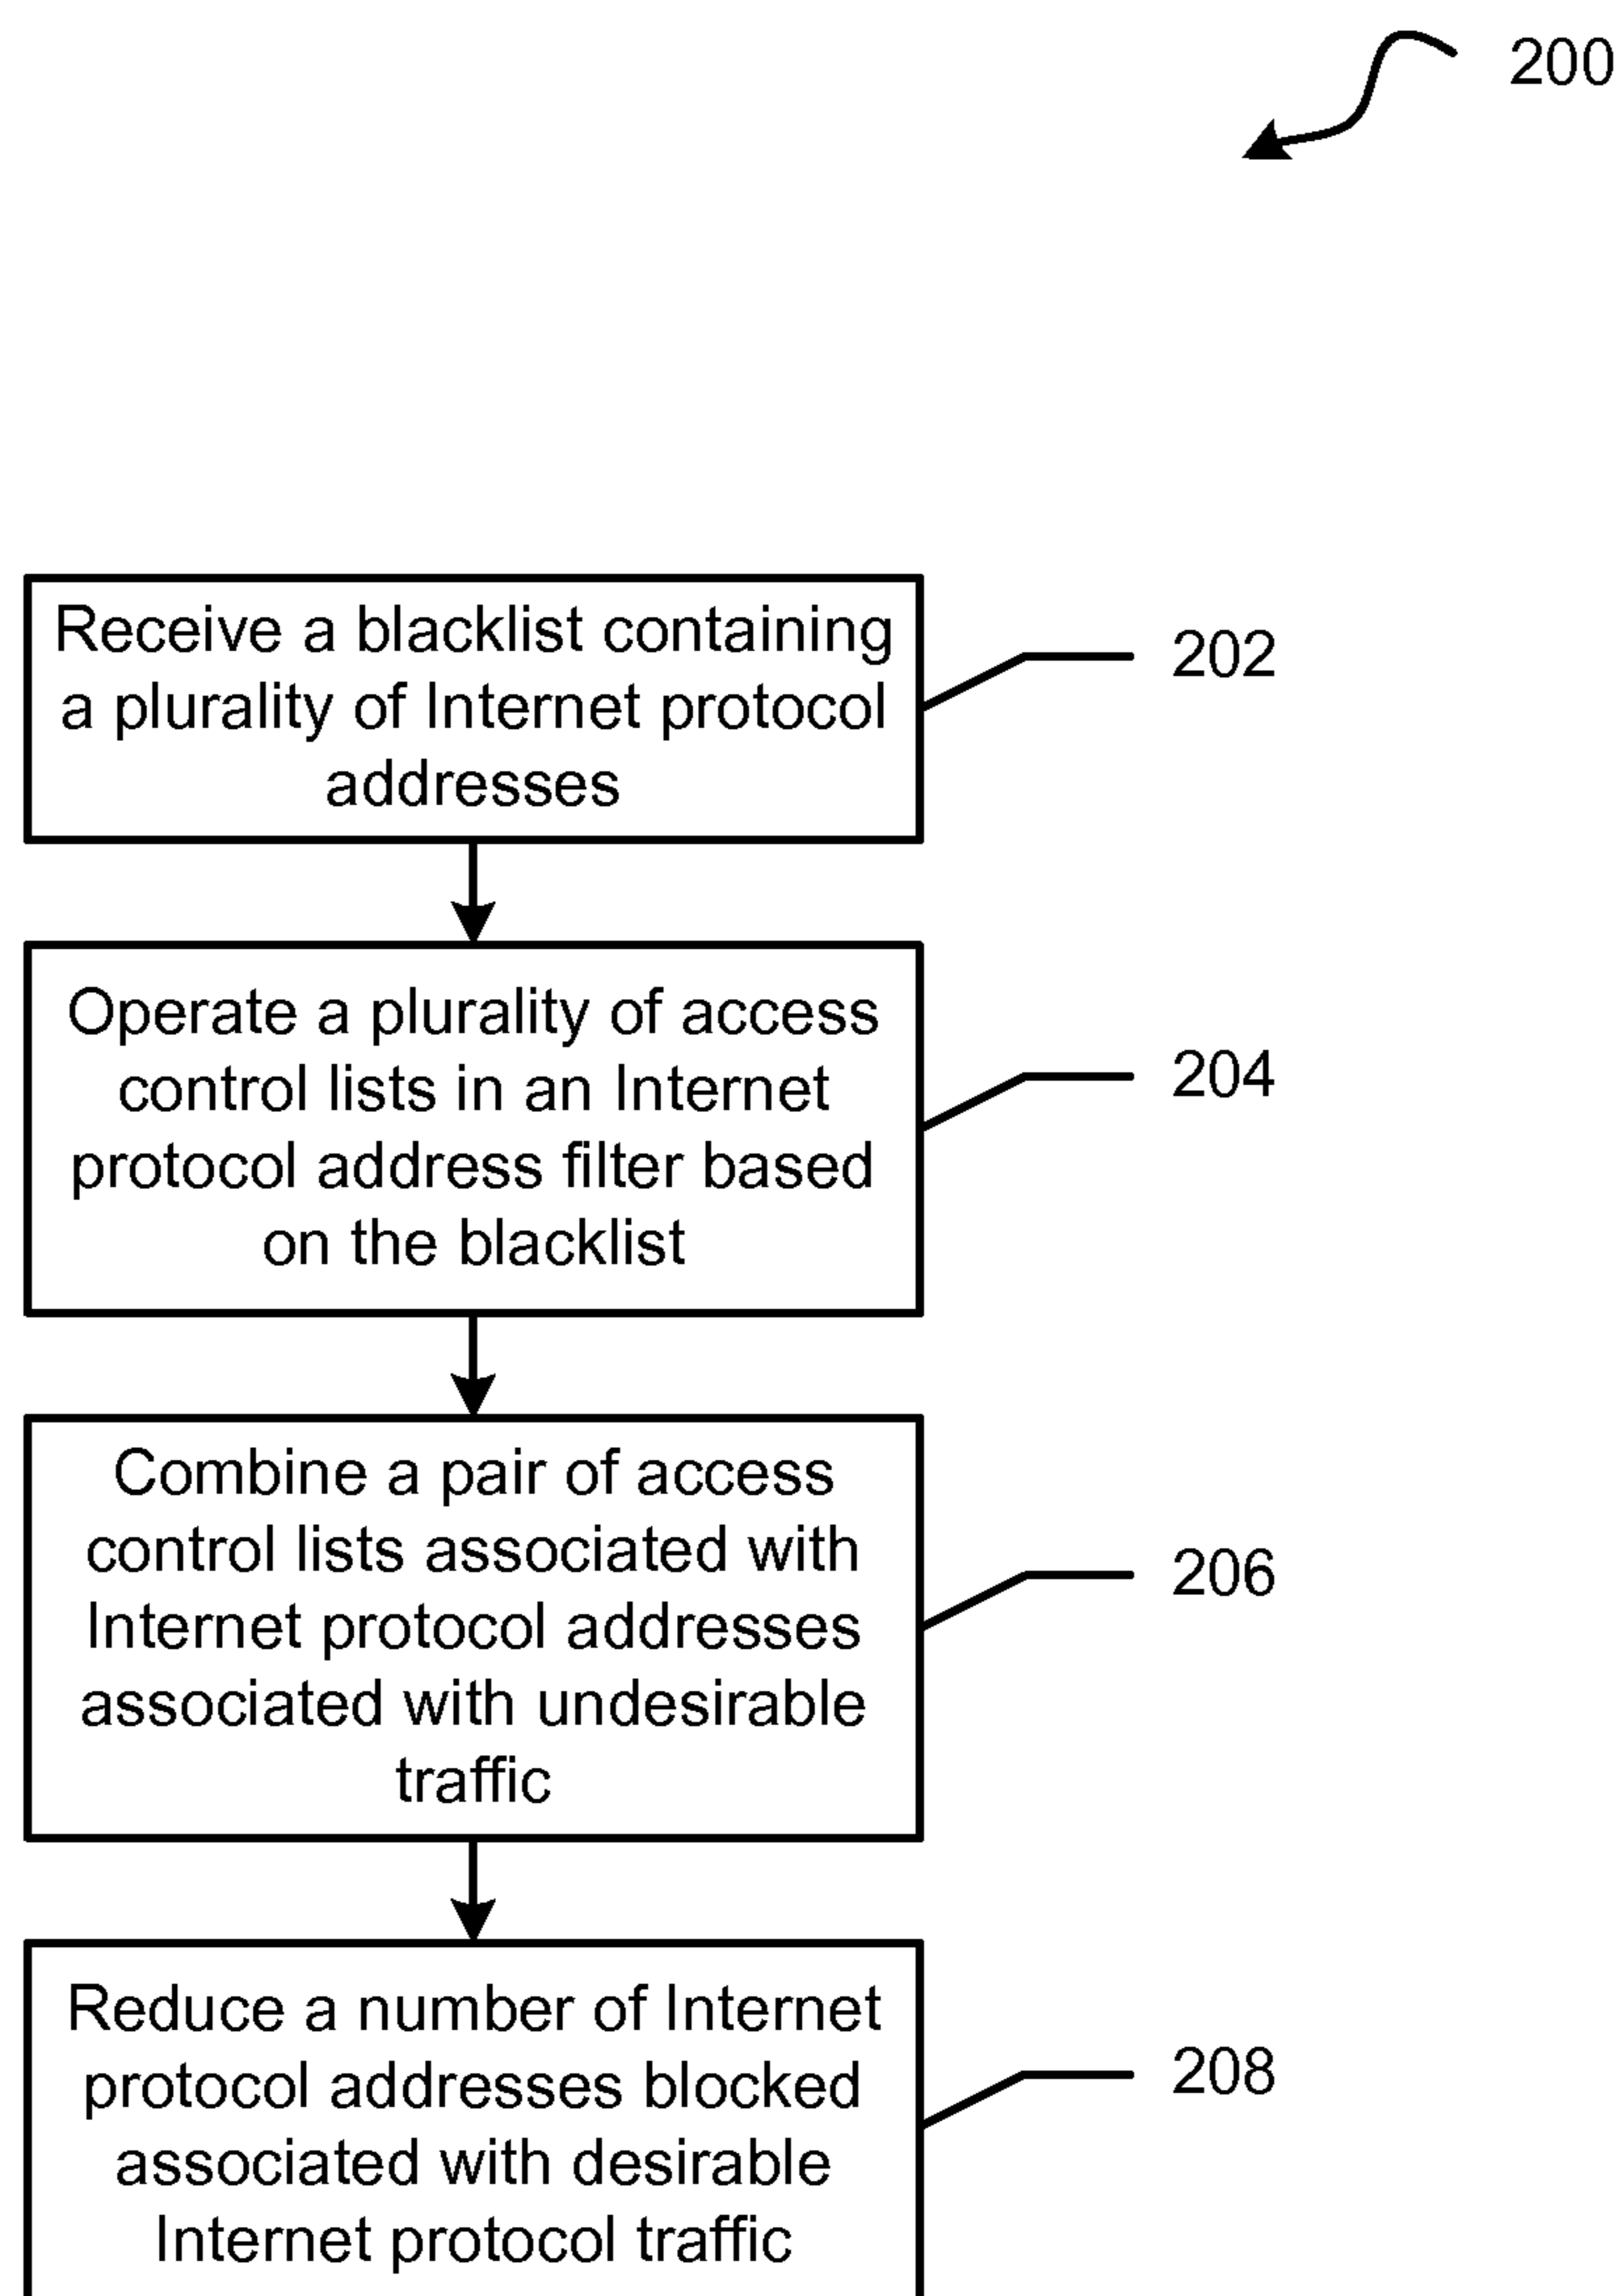 200
Receive a blacklist containing
a plurality of Internet protocol
addresses
202
Operate a plurality of access
control lists in an Internet
protocol address filter based
on the blacklist
204
Combine a pair of access
control lists associated with
Internet protocol addresses
associated with undesirable
traffic
206
Reduce a number of Internet
protocol addresses blocked
associated with desirable
Internet protocol traffic
208